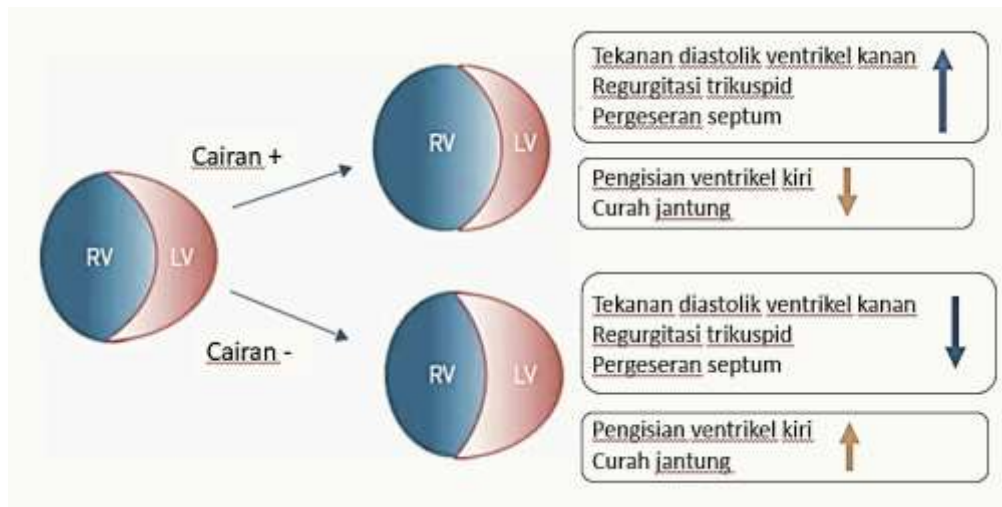 Tekanan diastolik ventrikel kanan
Regurgitasi trikuspid
Pergeseran septum
Cairan +
RV LV
Pengisian ventrikel kiri
Curah jantung
RV LV
Cairan -
Tekanan diastolik ventrikel kanan
Regurgitasi trikuspid
Pergeseran septum
RV LV
Pengisian ventrikel kiri
Curah jantung